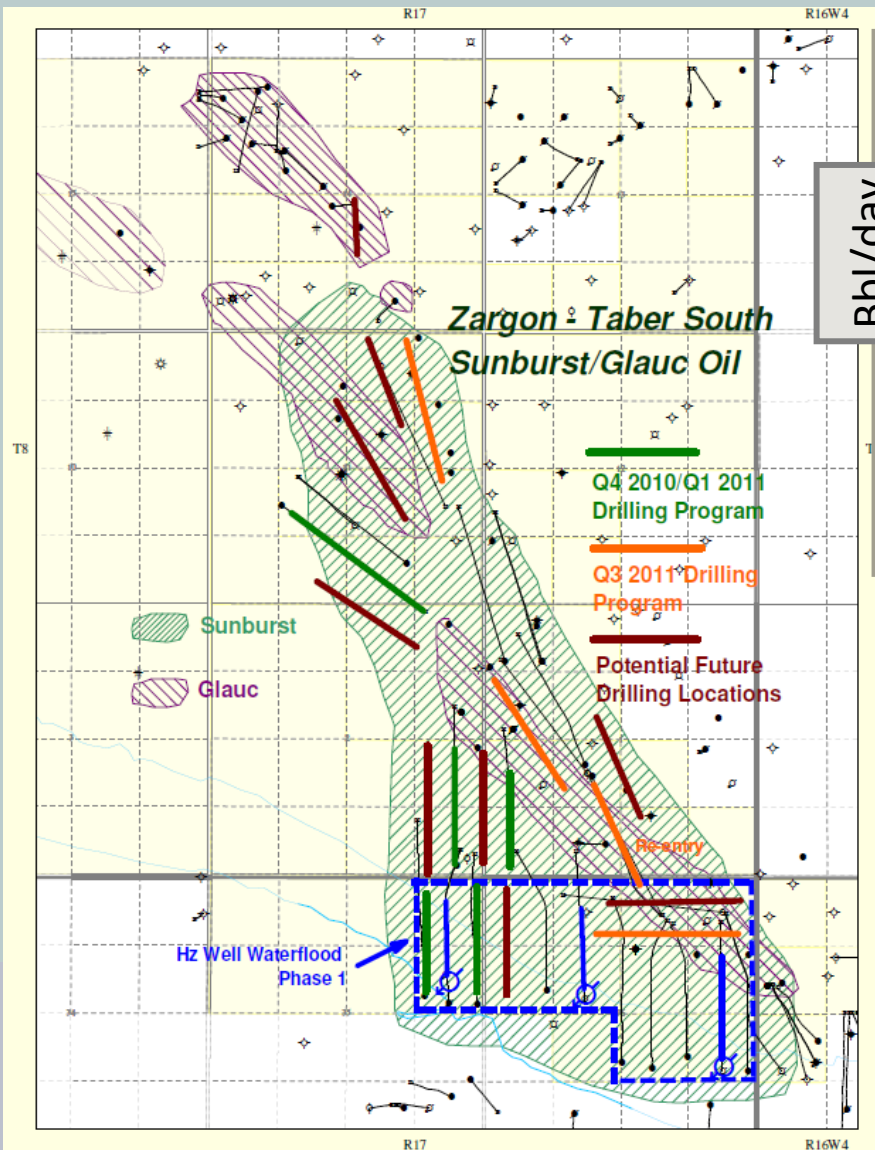 R17
R16W4
Bbl/day
Zargon - Taber South
Sunburst/Glauc Oil
T8
Q4 2010/Q1 2011
Drilling Program
Q3 2011 Drilling
Program
Sunburst
Glauc
Potential Future
Drilling Locations
Re-entry
Hz Well Waterflood
Phase 1
R17
R16W4